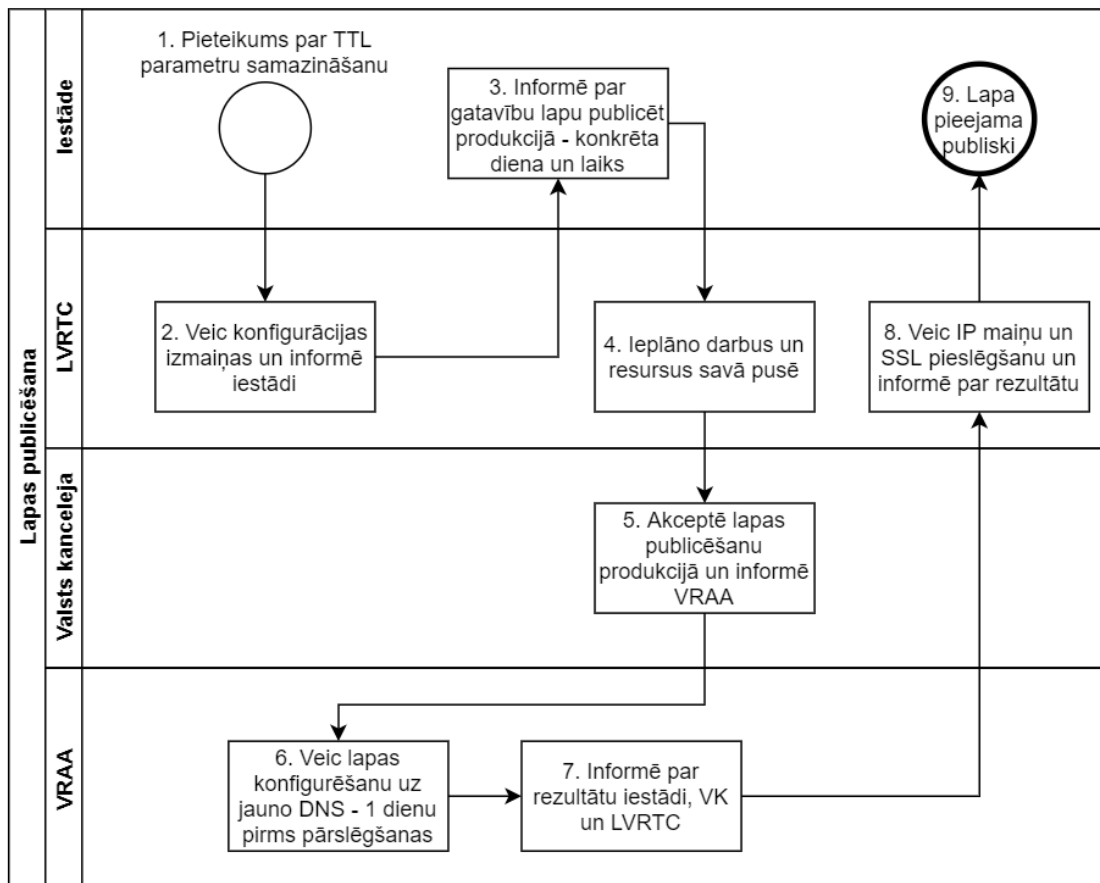 Lapas publicēšana
Iestāde
1. Pieteikums par TTL
parametru samazināšanu
3. Informē par
gatavību lapu publicēt
produkcijā - konkrēta
diena un laiks
9. Lapa
pieejama
publiski
LVRTC
2. Veic konfigurācijas
izmaiņas un informē
iestādi
4. Ieplāno darbus un
resursus savā pusē
8. Veic IP maiņu un
SSL pieslēgšanu un
informē par rezultātu
Valsts kanceleja
5. Akceptē lapas
publicēšanu
produkcijā un informē
VRAA
VRAA
6. Veic lapas
konfigurēšanu uz
jauno DNS - 1 dienu
pirms pārslēgšanas
7. Informē par
rezultātu iestādi, VK
un LVRTC